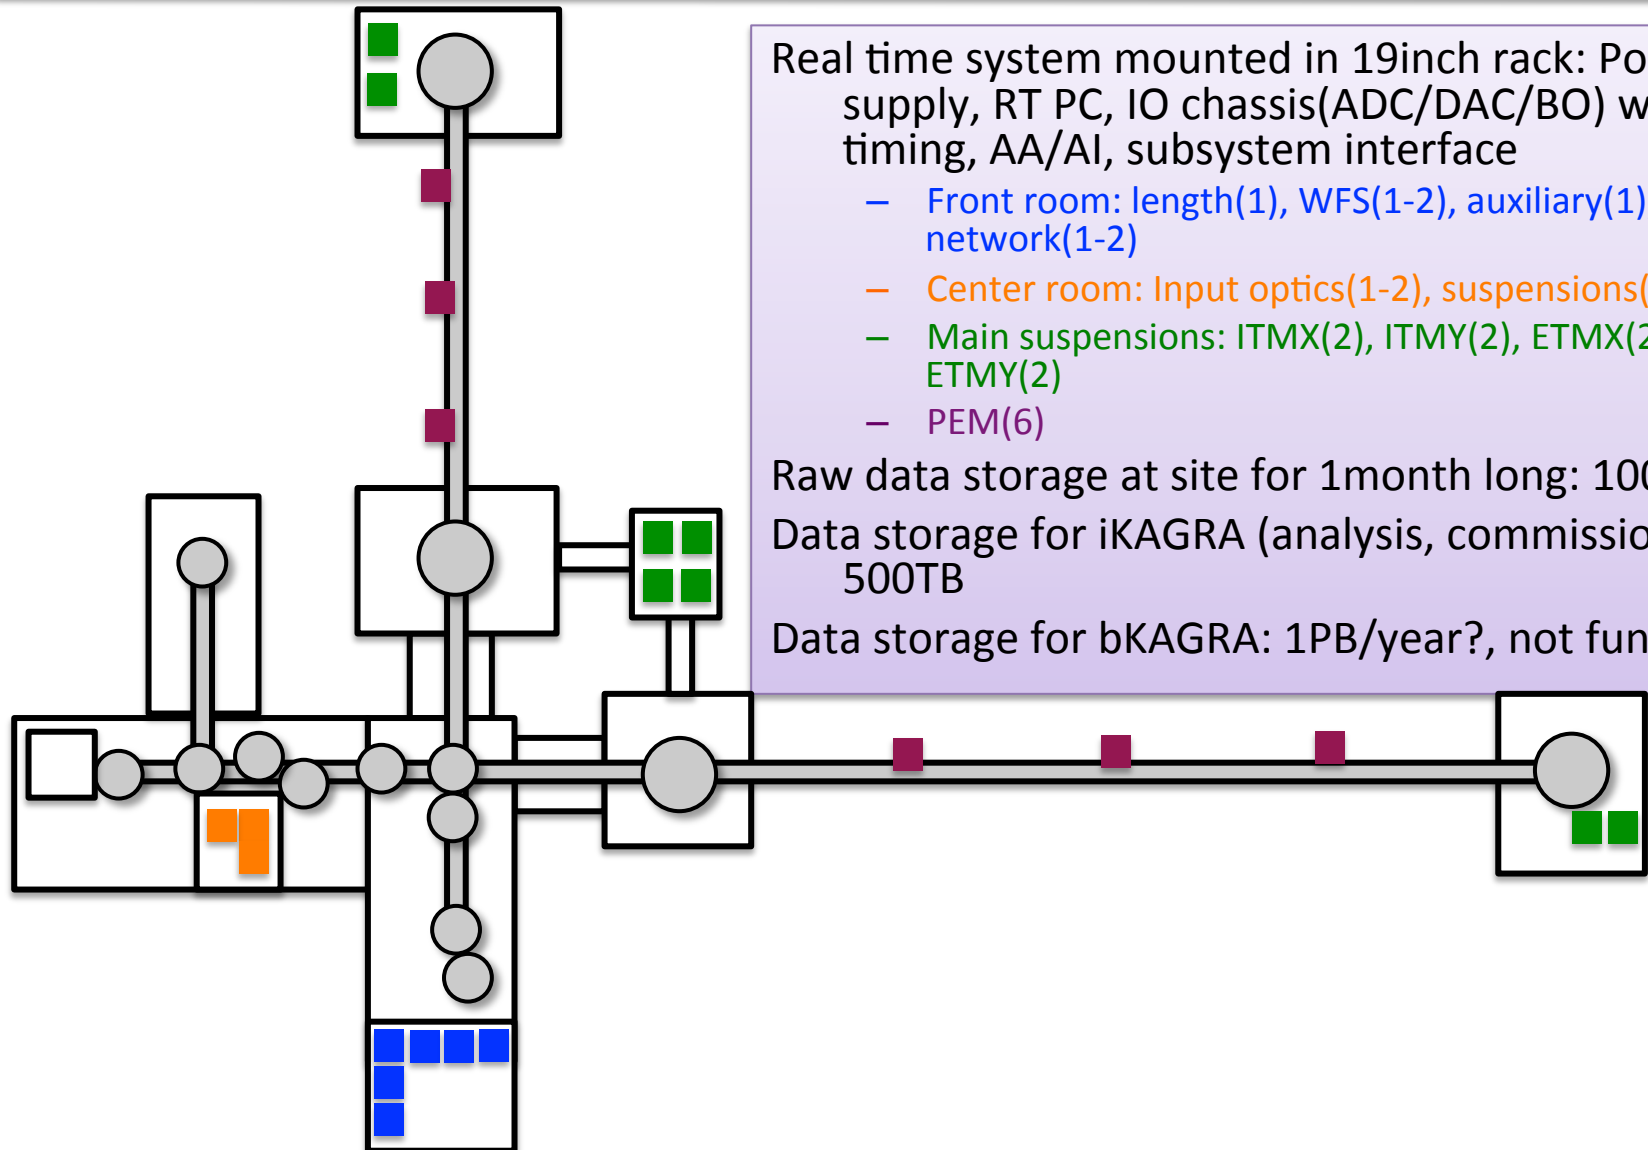 Real time system mounted in 19inch rack: Po
supply, RT PC, IO chassis(ADC/DAC/BO) w
timing, AA/AI, subsystem interface
– Front room: length(1), WFS(1-2), auxiliary(1)
network(1-2)
– Center room: Input optics(1-2), suspensions(
– Main suspensions: ITMX(2), ITMY(2), ETMX(2
ETMY(2)
– PEM(6)
Raw data storage at site for 1month long: 100
Data storage for iKAGRA (analysis, commissio
500TB
Data storage for bKAGRA: 1PB/year?, not fun